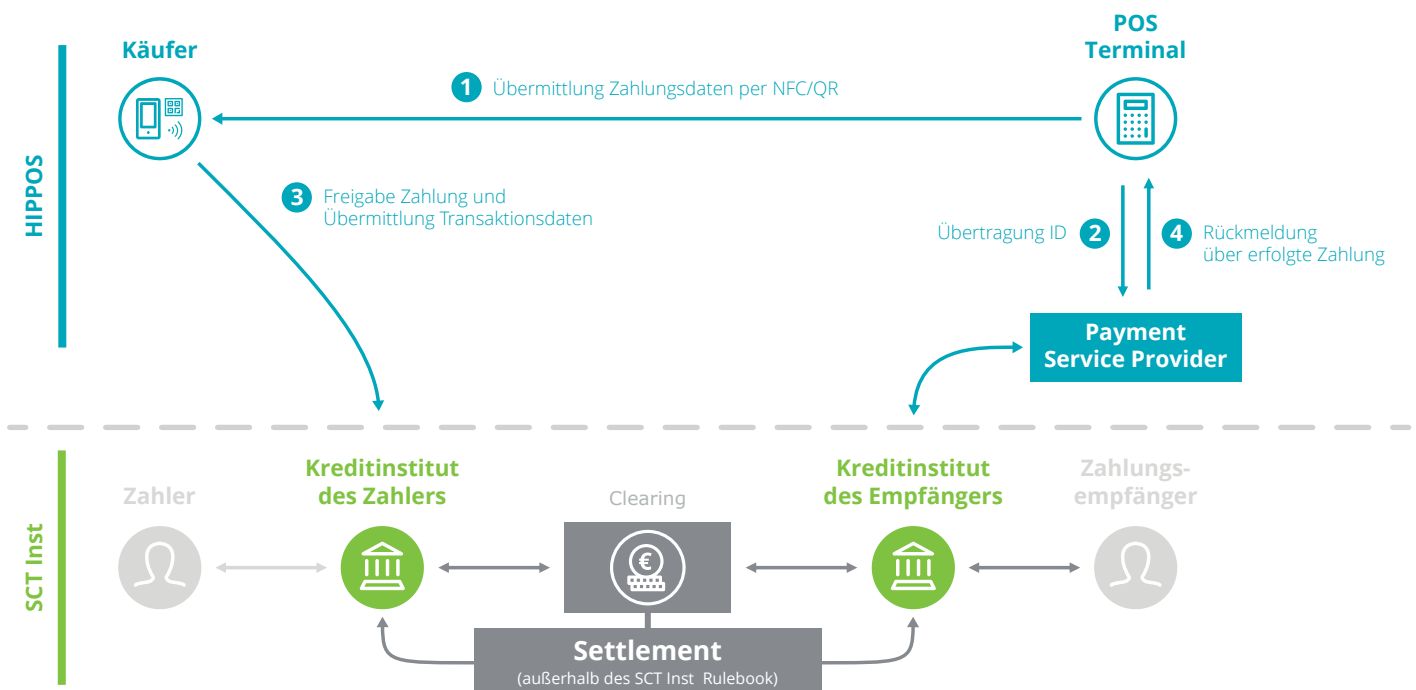 HIPPOS
Käufer
POS
Terminal
1 Übermittlung Zahlungsdaten per NFC/QR
3 Freigabe Zahlung und
Übermittlung Transaktionsdaten
Übertragung ID 2
4 Rückmeldung
über erfolgte Zahlung
Payment
Service Provider
SCT Inst
Zahler
Kreditinstitut
des Zahlers
Clearing
€
Kreditinstitut
des Empfängers
Zahlungs-
empfänger
Settlement
(außerhalb des SCT Inst Rulebook)